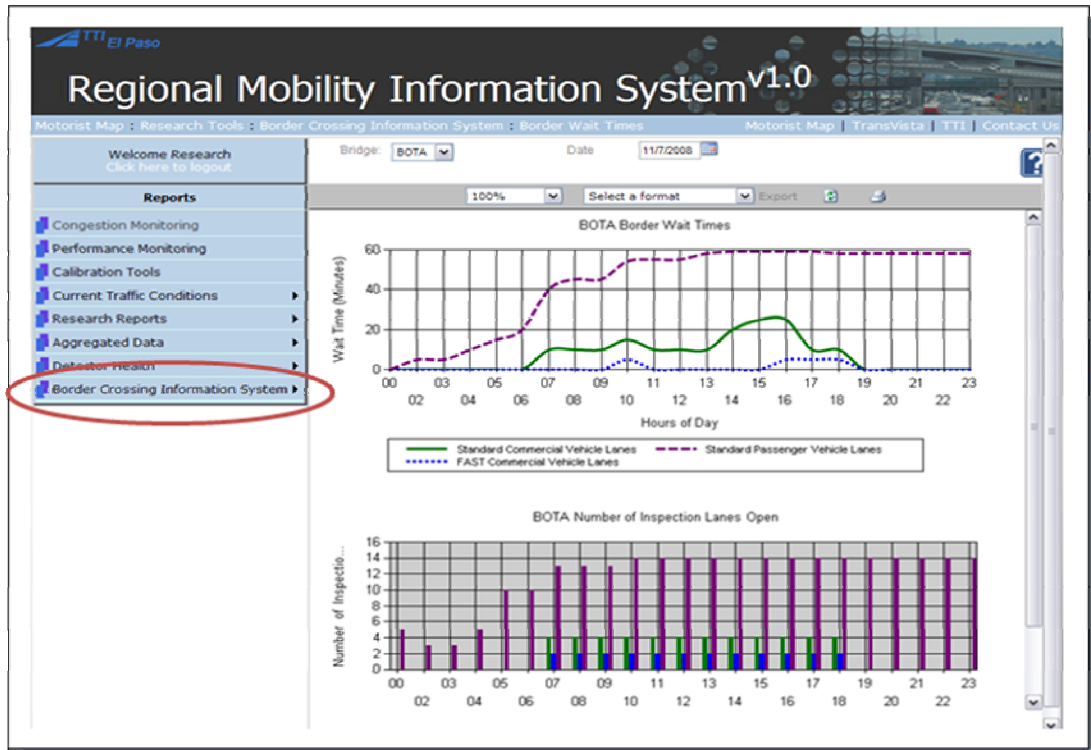 TTI El Paso
Regional Mobility Information System v1.0
Motorist Map : Research Tools : Border Crossing Information System : Border Wait Times
Motorist Map | TransVista | TTI | Contact Us
Welcome Research
Click here to logout
Reports
Congestion Monitoring
Performance Monitoring
Calibration Tools
Current Traffic Conditions
Research Reports
Aggregated Data
Detector Health
Border Crossing Information System
Bridge: BOTA Date 11/7/2008
?
100% Select a format Export
BOTA Border Wait Times
Wait Time (Minutes)
60
40
20
0
00 03 05 07 09 11 13 15 17 19 21 23
02 04 06 08 10 12 14 16 18 20 22
Hours of Day
Standard Commercial Vehicle Lanes Standard Passenger Vehicle Lanes
FAST Commercial Vehicle Lanes
BOTA Number of Inspection Lanes Open
Number of Inspectio...
16
14
12
10
8
6
4
2
0
00 03 05 07 09 11 13 15 17 19 21 23
02 04 06 08 10 12 14 16 18 20 22